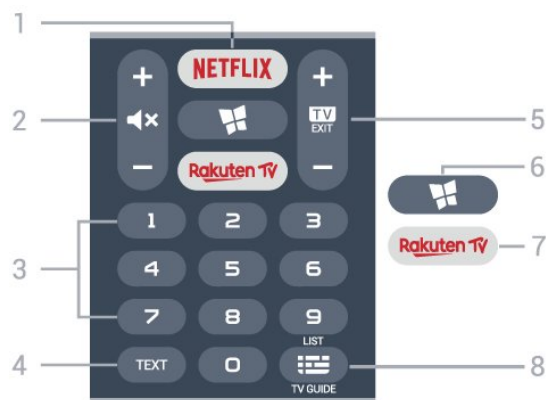 1
NETFLIX
+ +
2
TV
EXIT
5
- -
Rakuten TV
6
Rakuten TV
7
1 2 3
3
4 5 6
7 8 9
LIST
4
TEXT 0
TV GUIDE
8